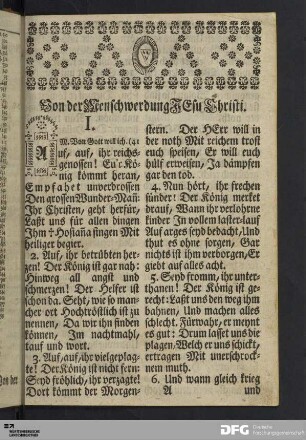 Von der Menschwerdung JEsu Christi.
I.
M. Von Gott will ich. (41
Auf, auf, ihr reichs-
genossen! Eu'r Kö-
nig kömmt heran,
Empfahet unverdrossen
Den grossen Wunder-Mañ:
Ihr Christen, geht herfür,
Laßt uns für allen dingen
Ihm † Hosiaña singen Mit
heiliger begier.
2. Auf, ihr betrübten her-
zen! Der König ist gar nah:
Hinweg all angst und
schmerzen! Der Helfer ist
schon da. Seht, wie so man-
cher ort Hochtröstlich ist zu
nennen, Da wir ihn finden
können, Im nachtmahl,
tauf und wort.
3. Auf, auf, ihr vielgeplag-
te! Der König ist nicht fern:
Seyd fröhlich, ihr verzagte!
Dort kömmt der Morgen-
stern. Der HErr will in
der noth Mit reichem trost
euch speisen, Er will euch
hülf erweisen, Ja dämpfen
gar den tod.
4. Nun hört, ihr frechen
sünder! Der König merket
drauf, Wann ihr verlohrne
kinder In vollem laster-lauf
Auf arges seyd bedacht, Und
thut es ohne sorgen, Gar
nichts ist ihm verborgen, Er
giebt auf alles acht.
5. Seyd fromm, ihr unter-
thanen! Der König ist ge-
recht: Laßt uns den weg ihm
bahnen, Und machen alles
schlecht. Fürwahr, er meynt
es gut: Drum lasset uns die
plagen, Welch er uns schickt,
ertragen Mit unerschrock-
nem muth.
6. Und wann gleich krieg
A und
Von der
WÜRTTEMBERGISCHE
LANDESBIBLIOTHEK
DFG